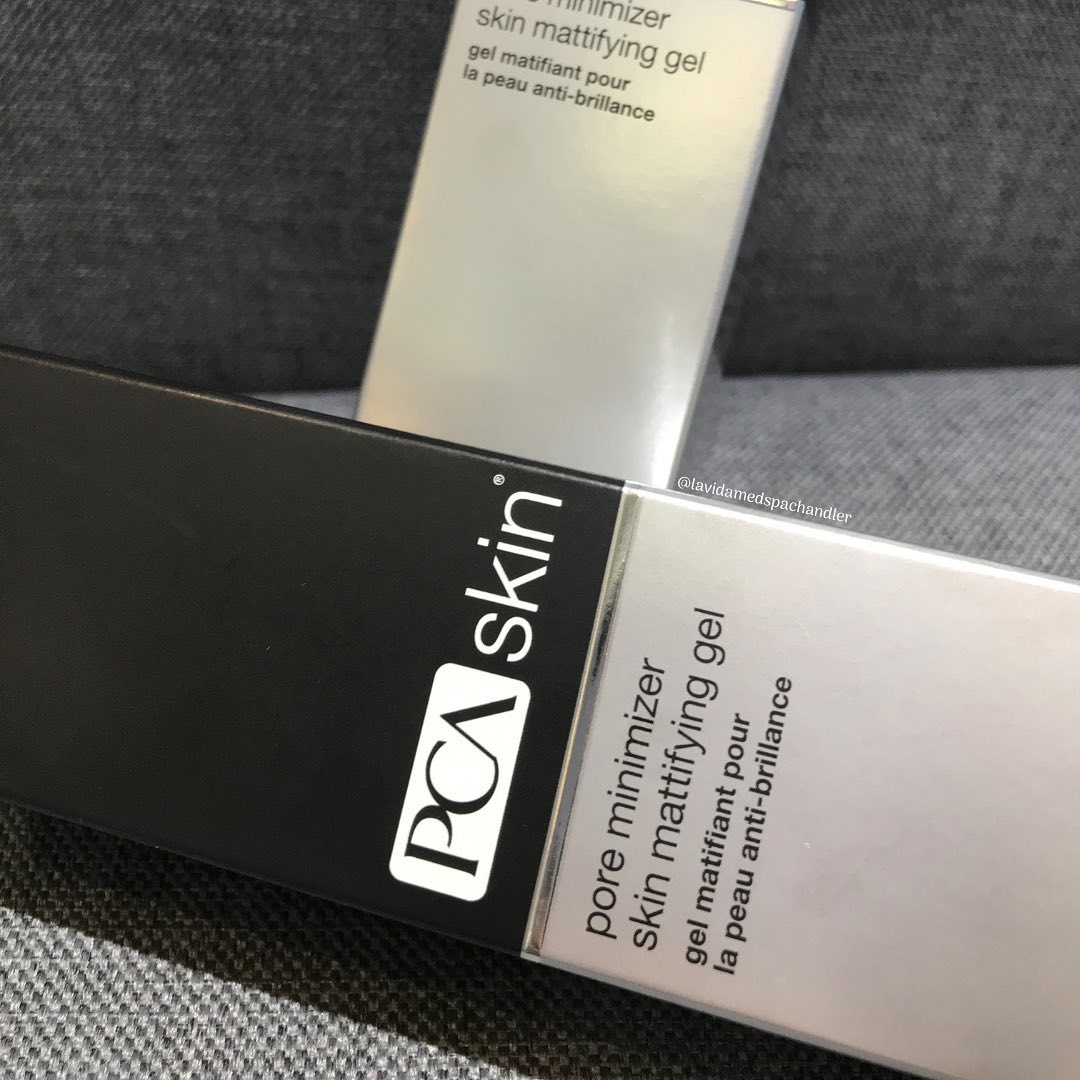 minimizer
skin mattifying gel
gel matifiant pour
la peau anti-brillance
@lavidamedspachandler
PCA skin®
pore minimizer
skin mattifying gel
gel matifiant pour
la peau anti-brillance